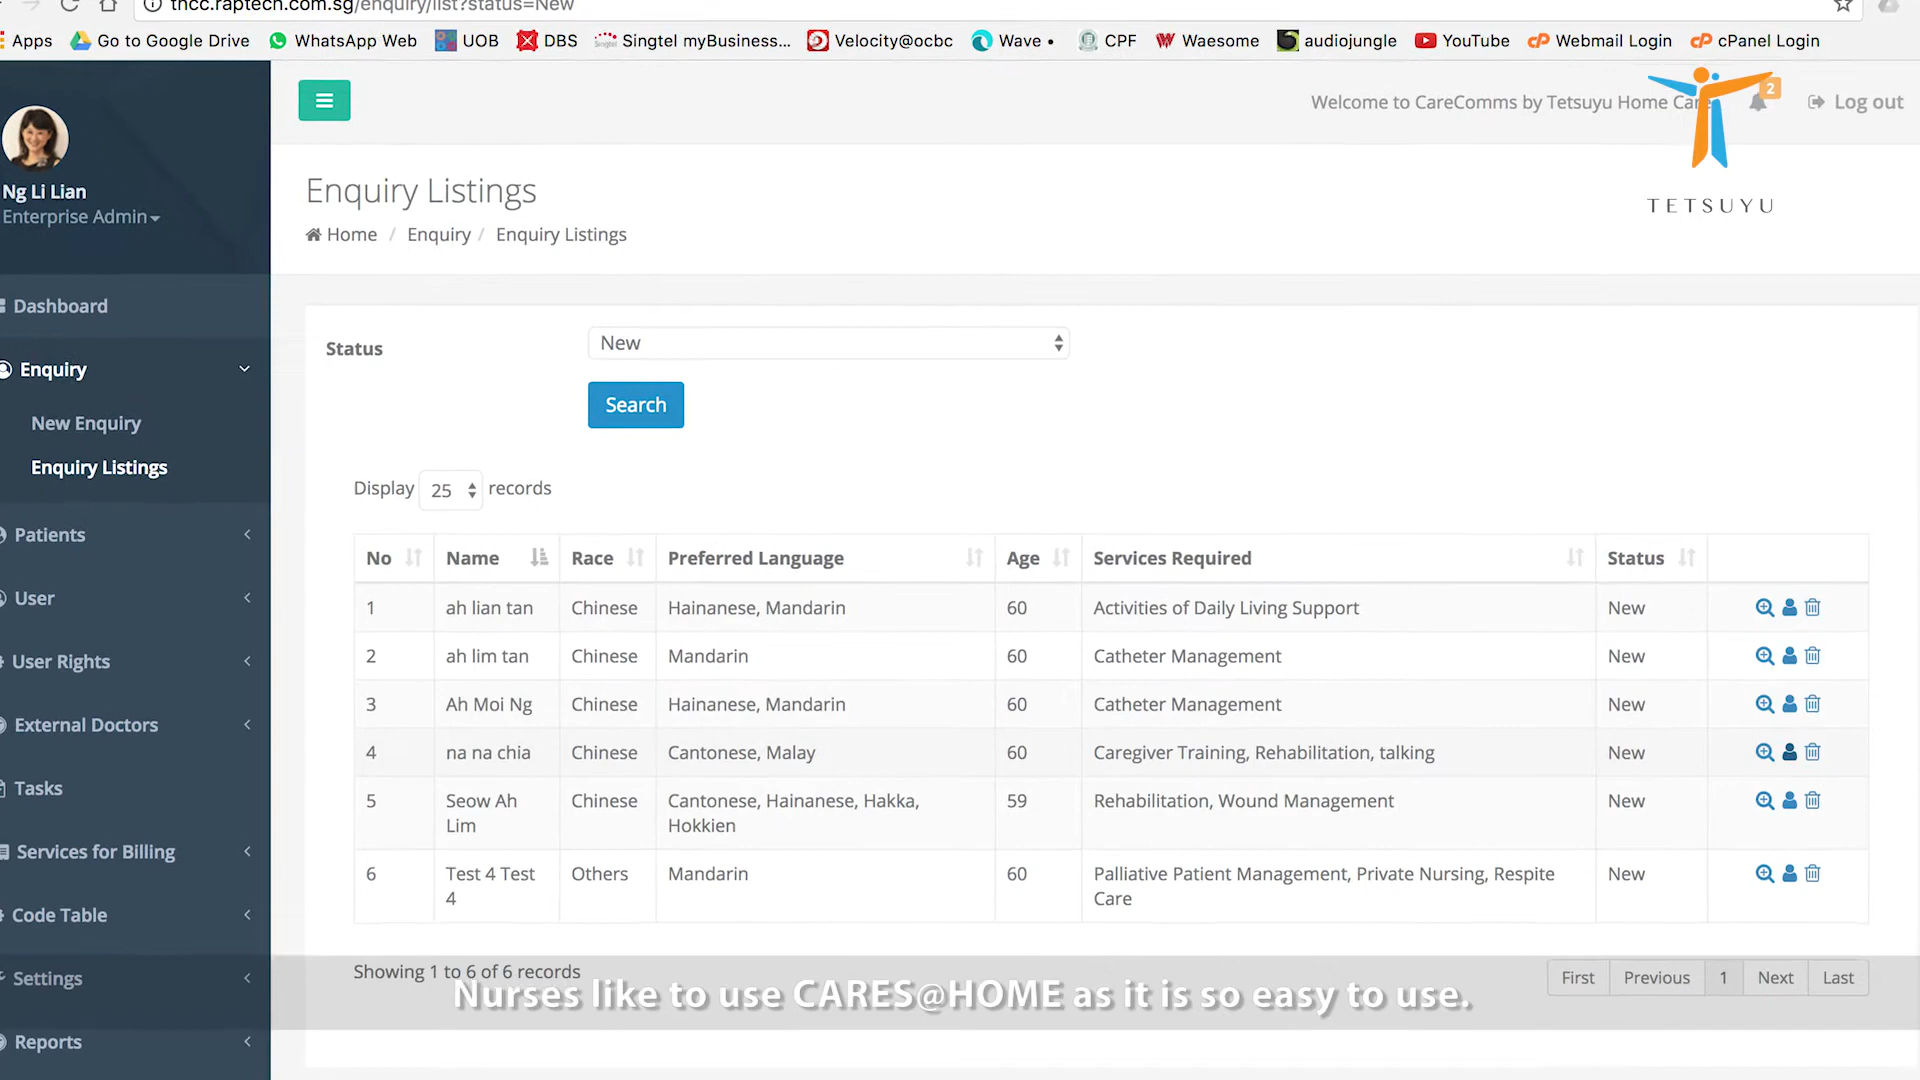 thcc.raptech.com.sg/enquiry/list?status=New
Apps Go to Google Drive WhatsApp Web UOB DBS Singtel myBusiness... Velocity@ocbc Wave • CPF Waesome audiojungle YouTube Webmail Login cPanel Login
Welcome to CareComms by Tetsuyu Home Care 2 Log out
TETSUYU
Ng Li Lian
Enterprise Admin
Dashboard
Enquiry
New Enquiry
Enquiry Listings
Patients
User
User Rights
External Doctors
Tasks
Services for Billing
Code Table
Settings
Reports
Enquiry Listings
Home / Enquiry / Enquiry Listings
Status New
Search
Display 25 records
No Name Race Preferred Language Age Services Required Status
1 ah lian tan Chinese Hainanese, Mandarin 60 Activities of Daily Living Support New
2 ah lim tan Chinese Mandarin 60 Catheter Management New
3 Ah Moi Ng Chinese Hainanese, Mandarin 60 Catheter Management New
4 na na chia Chinese Cantonese, Malay 60 Caregiver Training, Rehabilitation, talking New
5 Seow Ah Lim Chinese Cantonese, Hainanese, Hakka, Hokkien 59 Rehabilitation, Wound Management New
6 Test 4 Test 4 Others Mandarin 60 Palliative Patient Management, Private Nursing, Respite Care New
Showing 1 to 6 of 6 records
First Previous 1 Next Last
Nurses like to use CARES@HOME as it is so easy to use.